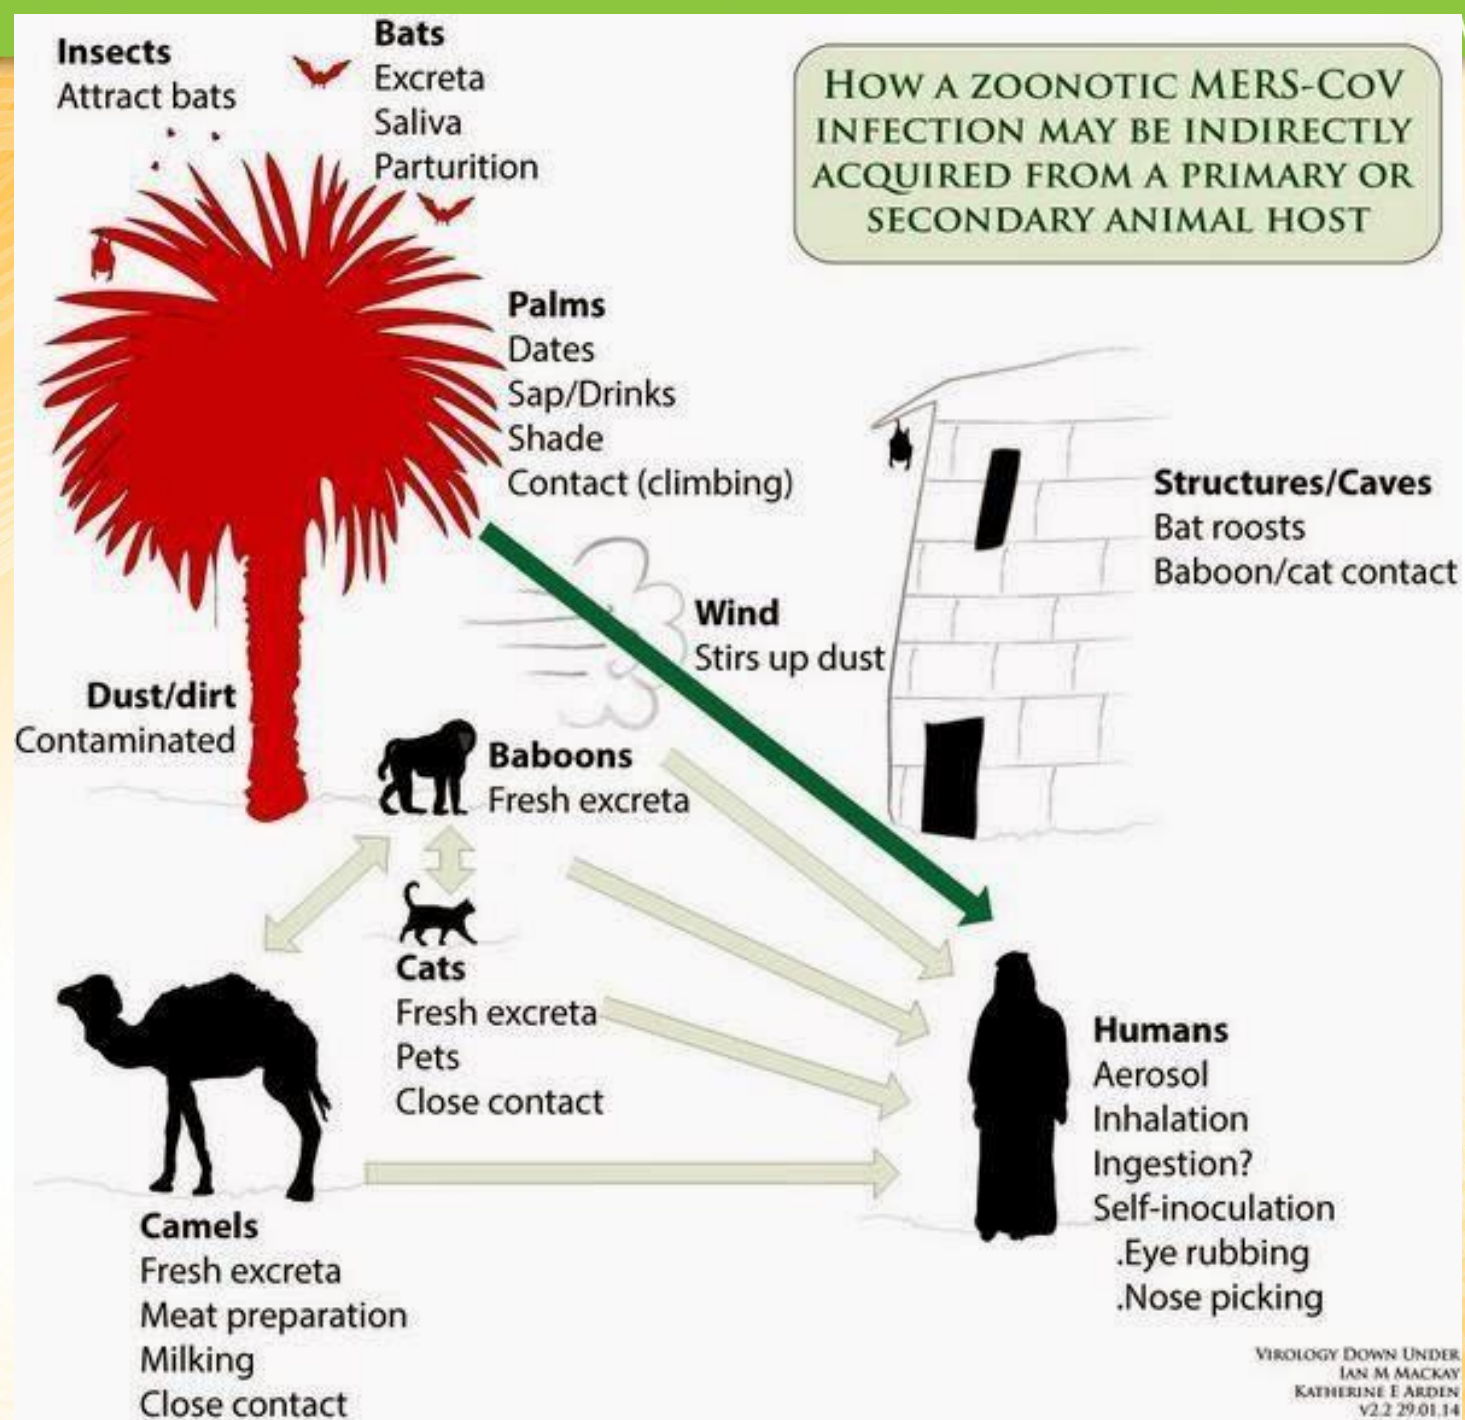 Insects
Attract bats
Bats
Excreta
Saliva
Parturition
HOW A ZOONOTIC MERS-COV
INFECTION MAY BE INDIRECTLY
ACQUIRED FROM A PRIMARY OR
SECONDARY ANIMAL HOST
Palms
Dates
Sap/Drinks
Shade
Contact (climbing)
Structures/Caves
Bat roosts
Baboon/cat contact
Wind
Stirs up dust
Dust/dirt
Contaminated
Baboons
Fresh excreta
Cats
Fresh excreta
Pets
Close contact
Humans
Aerosol
Inhalation
Ingestion?
Self-inoculation
.Eye rubbing
.Nose picking
Camels
Fresh excreta
Meat preparation
Milking
Close contact
VIROLOGY DOWN UNDER
IAN M MACKAY
KATHERINE E ARDEN
V2.2 29.01.14